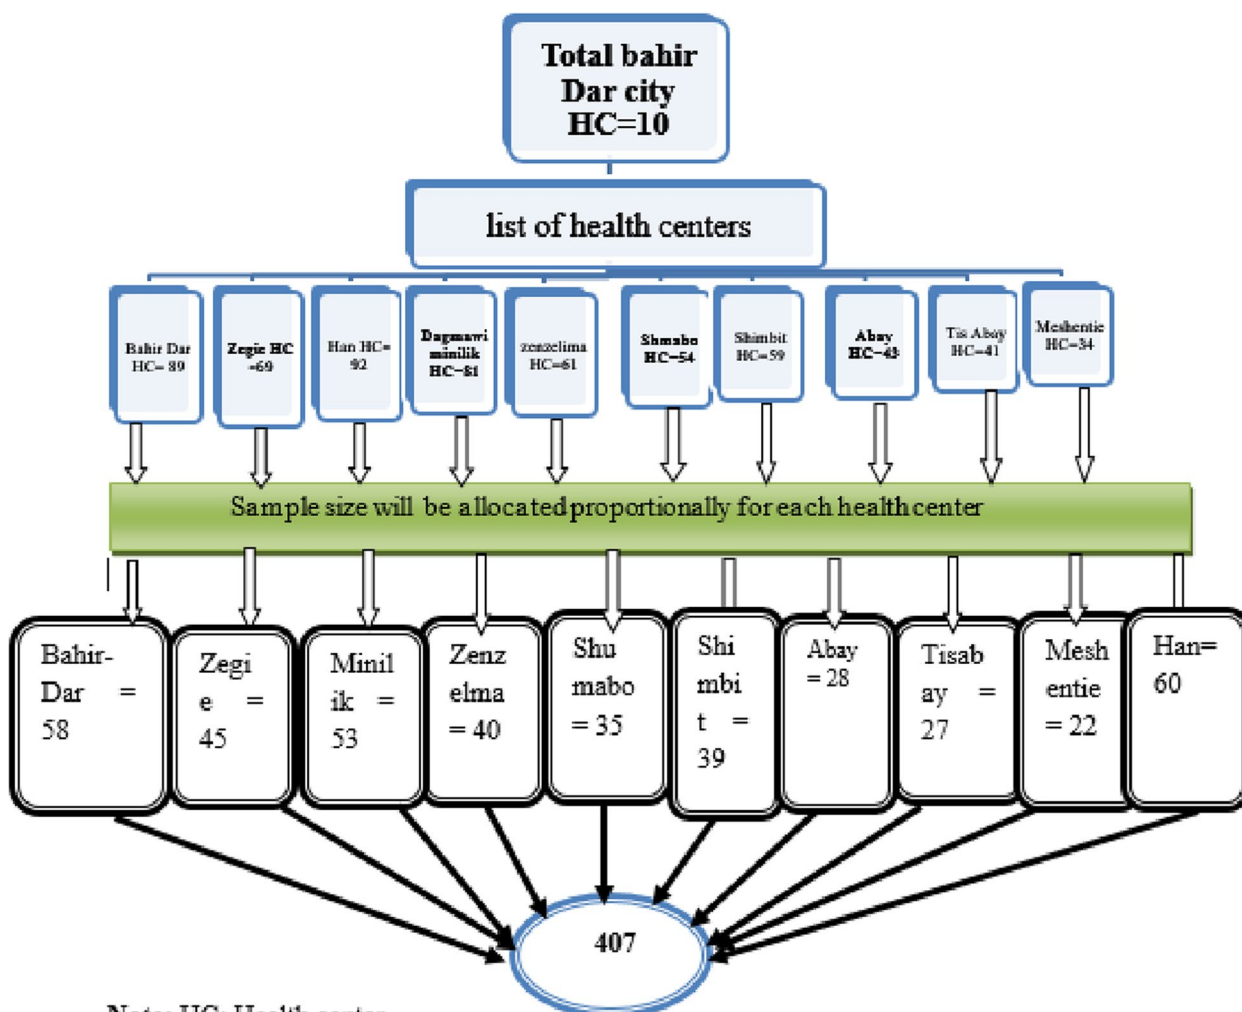 Total bahir
Dar city
HC=10
list of health centers
Bahir Dar
HC= 89
Zegie HC
=69
Han HC=
92
Dagmawi
minilik
HC=81
zenzelima
HC=61
Shmabo
HC=54
Shimbit
HC=59
Abay
HC=43
Tis Abay
HC=41
Meshentie
HC=34
Sample size will be allocated proportionally for each health center
Bahir-
Dar =
58
Zegi
e =
45
Minil
ik =
53
Zenz
elma
= 40
Shu
mabo
= 35
Shi
mbi
t =
39
Abay
= 28
Tisab
ay =
27
Mesh
entie
= 22
Han=
60
407
Note: HC: Health center